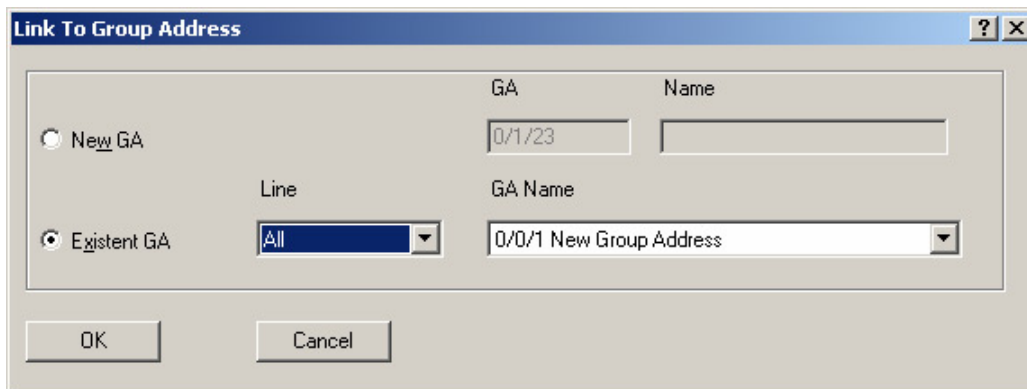 Link To Group Address
GA Name
New GA 0/1/23
Line GA Name
Existent GA All 0/0/1 New Group Address
OK Cancel